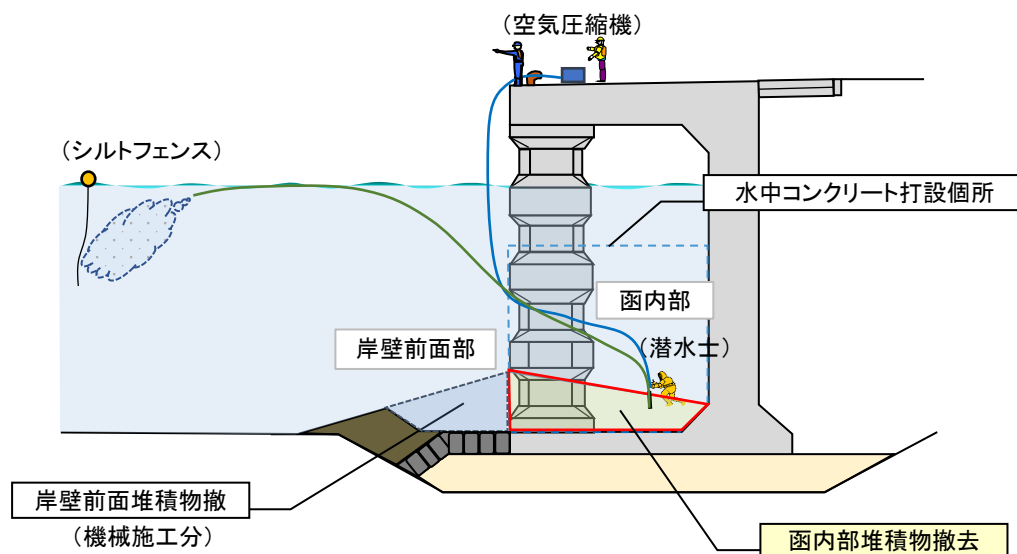 （空気圧縮機）
（シルトフェンス）
水中コンクリート打設個所
函内部
岸壁前面部
（潜水士）
岸壁前面堆積物撤
（機械施工分）
函内部堆積物撤去